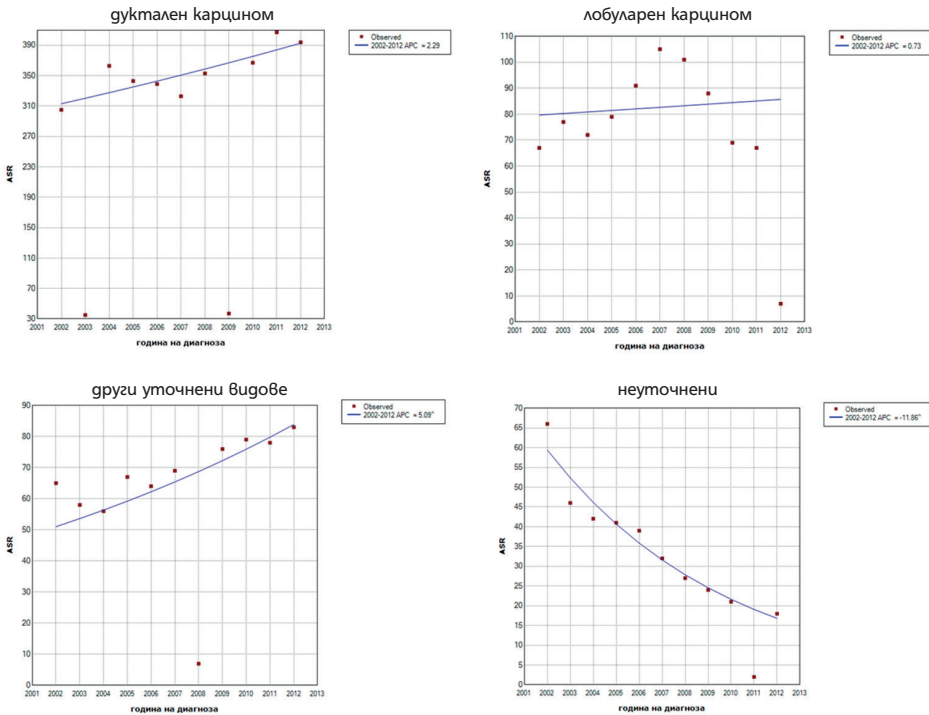 дуктален карцином
Observed
2002-2012 APC = 2.29
390
350
310
270
230
190
150
110
70
30
ASR
2001 2002 2003 2004 2005 2006 2007 2008 2009 2010 2011 2012 2013
година на диагноза
лобуларен карцином
Observed
2002-2012 APC = 0.73
110
100
90
80
70
60
50
40
30
20
10
0
ASR
2001 2002 2003 2004 2005 2006 2007 2008 2009 2010 2011 2012 2013
година на диагноза
други уточнени видове
Observed
2002-2012 APC = 5.09^
90
80
70
60
50
40
30
20
10
0
ASR
2001 2002 2003 2004 2005 2006 2007 2008 2009 2010 2011 2012 2013
година на диагноза
неуточнени
Observed
2002-2012 APC = -11.86^
70
65
60
55
50
45
40
35
30
25
20
15
10
5
0
ASR
2001 2002 2003 2004 2005 2006 2007 2008 2009 2010 2011 2012 2013
година на диагноза